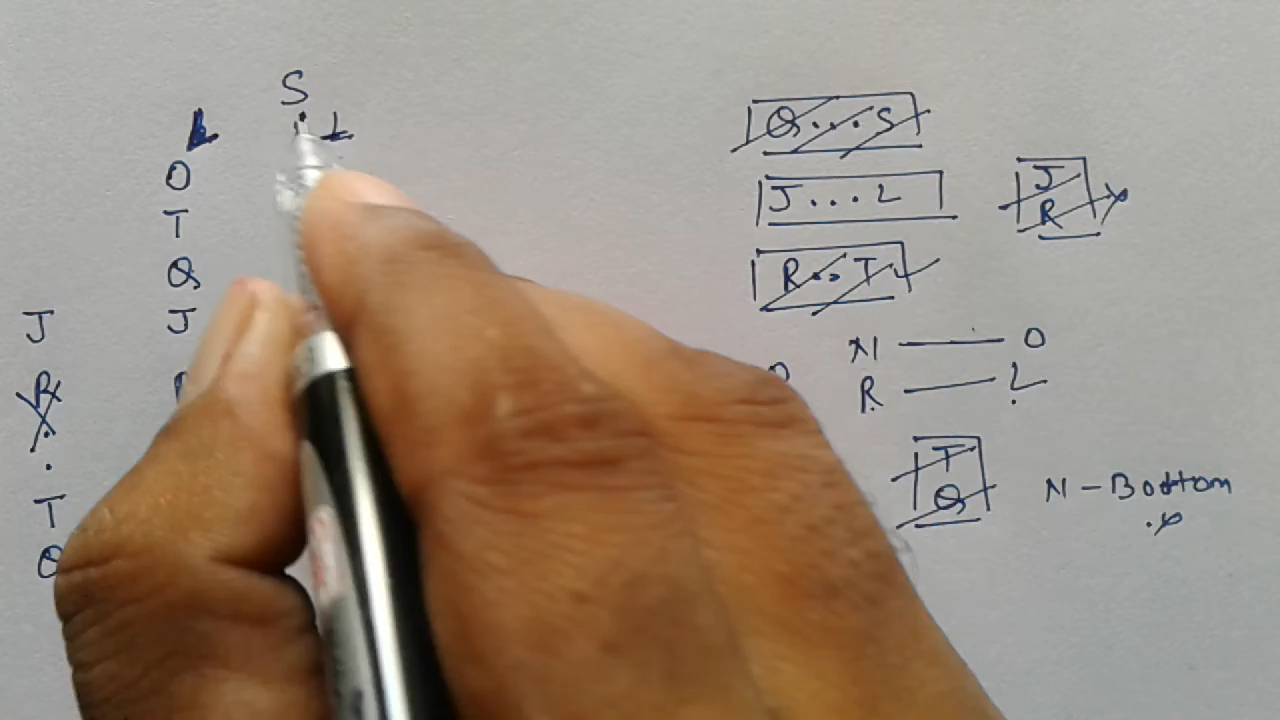 S
L L
O
T
Q
J
J
R
T
Q
Q...S
J...L
J
R
R..T
N — O
R — L
T
Q
N - Bottom